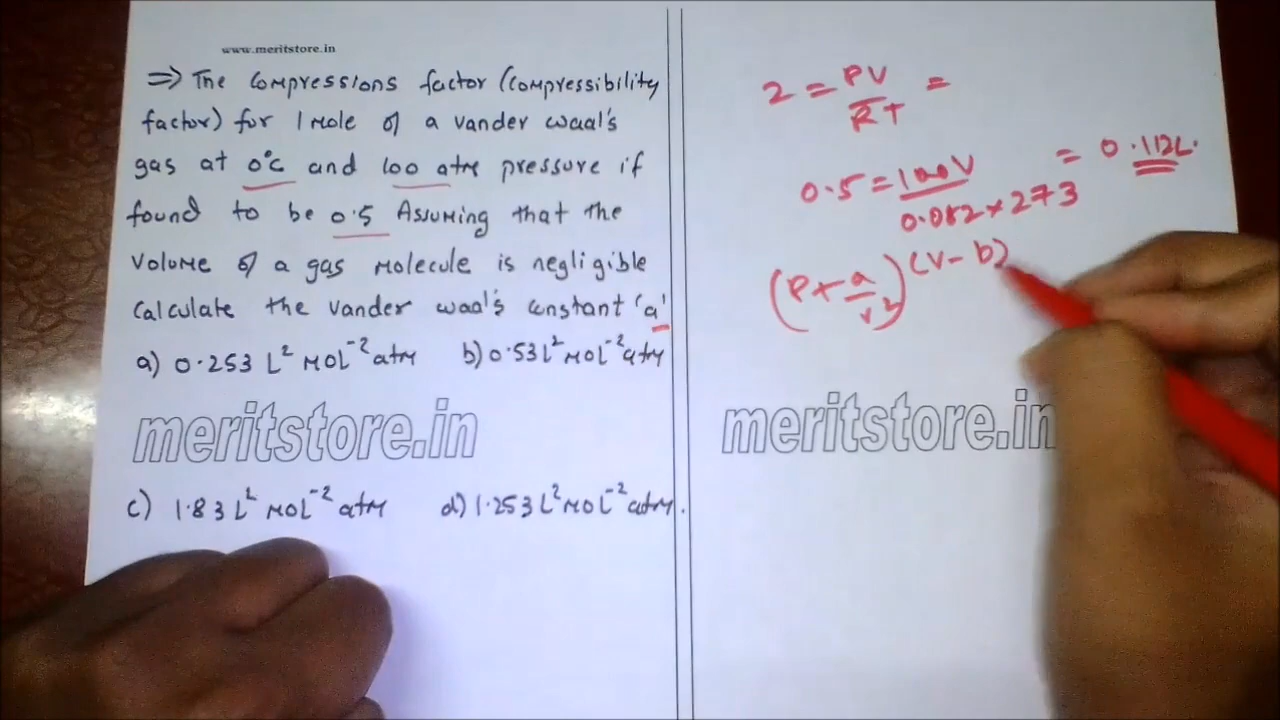 www.meritstore.in
⇒ The compressions factor (compressibility
factor) for 1 mole of a vander waal's
gas at 0°c and 100 atm pressure if
found to be 0.5 Assuming that the
volume of a gas molecule is negligible
calculate the vander waal's constant 'a'
a) 0.253 L² MOL⁻² atm b) 0.53 L² MOL⁻² atm
meritstore.in
c) 1.83 L² MOL⁻² atm d) 1.253 L² MOL⁻² atm.
2 = PV/RT =
0.5 = 100V/0.082 × 273 = 0.112L.
(P + a/v²) (V - b)
meritstore.in